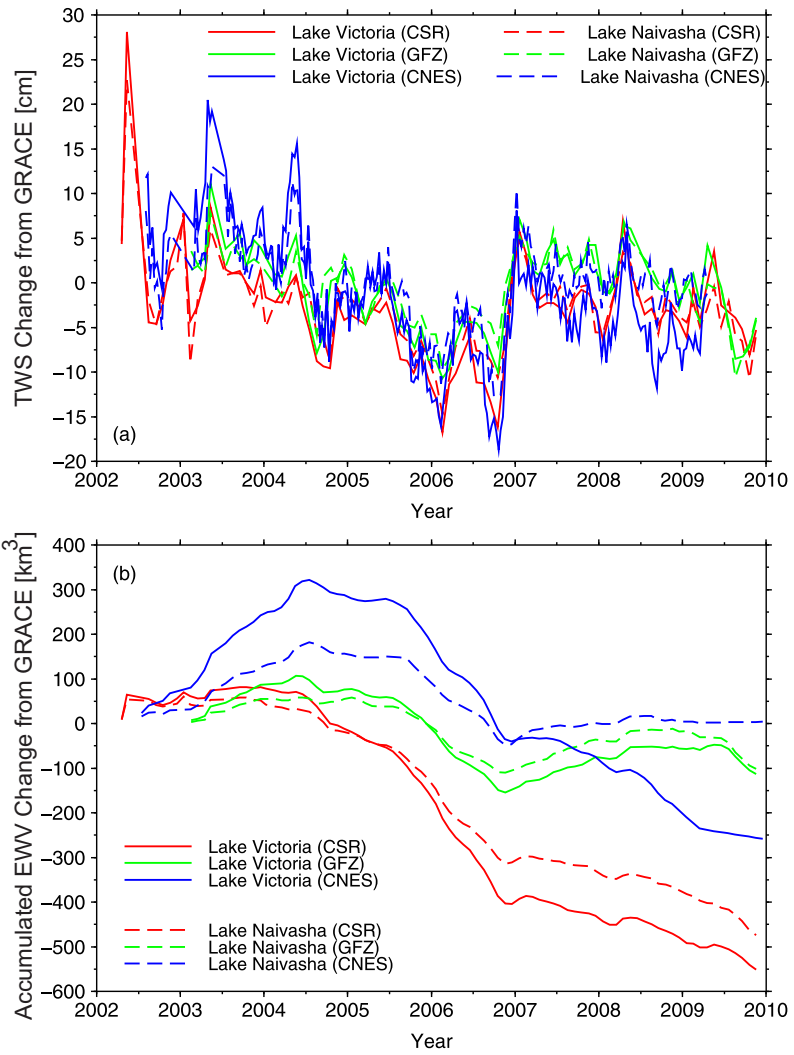 30
25
20
15
10
5
0
−5
−10
−15
−20
TWS Change from GRACE [cm]
Lake Victoria (CSR)
Lake Victoria (GFZ)
Lake Victoria (CNES)
Lake Naivasha (CSR)
Lake Naivasha (GFZ)
Lake Naivasha (CNES)
(a)
2002 2003 2004 2005 2006 2007 2008 2009 2010
Year
400
300
200
100
0
−100
−200
−300
−400
−500
−600
Accumulated EWV Change from GRACE [km³]
(b)
Lake Victoria (CSR)
Lake Victoria (GFZ)
Lake Victoria (CNES)
Lake Naivasha (CSR)
Lake Naivasha (GFZ)
Lake Naivasha (CNES)
2002 2003 2004 2005 2006 2007 2008 2009 2010
Year